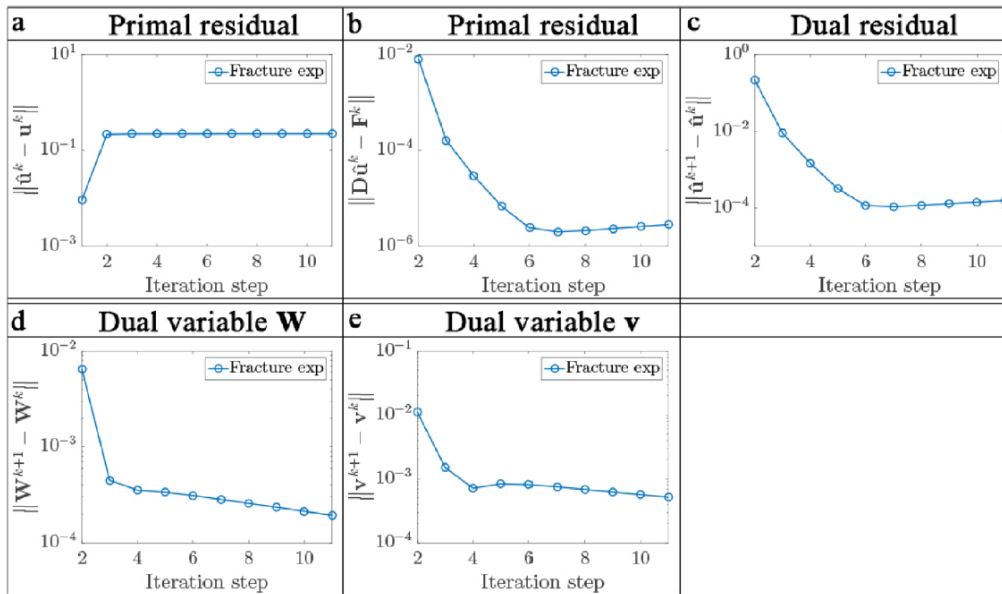 a Primal residual
10^1
Fracture exp
‖û^k − u^k‖
10^-1
10^-3
2 4 6 8 10
Iteration step
b Primal residual
10^-2
Fracture exp
‖Dû^k − F^k‖
10^-4
10^-6
2 4 6 8 10
Iteration step
c Dual residual
10^0
Fracture exp
‖û^{k+1} − û^k‖
10^-2
10^-4
2 4 6 8 10
Iteration step
d Dual variable W
10^-2
Fracture exp
‖W^{k+1} − W^k‖
10^-3
10^-4
2 4 6 8 10
Iteration step
e Dual variable v
10^-1
Fracture exp
‖v^{k+1} − v^k‖
10^-2
10^-3
10^-4
2 4 6 8 10
Iteration step